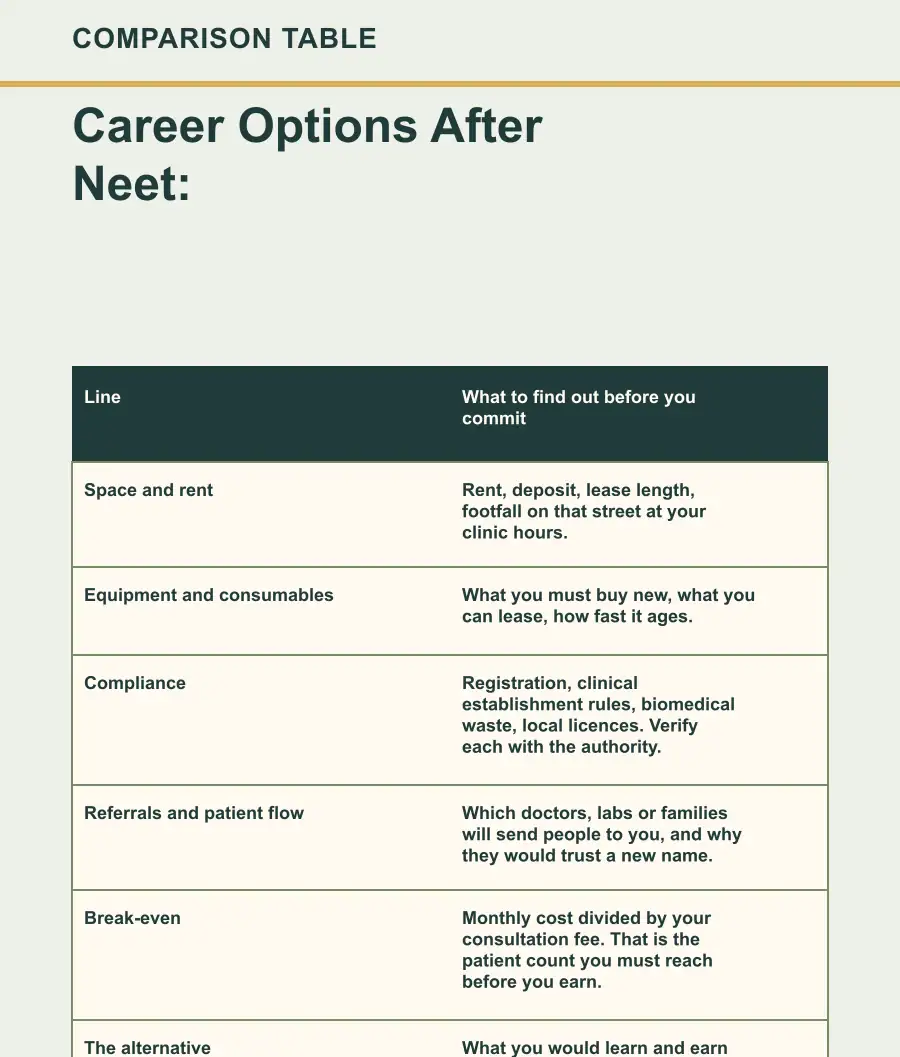 COMPARISON TABLE
Career Options After
Neet:
Line
What to find out before you
commit
Space and rent
Rent, deposit, lease length,
footfall on that street at your
clinic hours.
Equipment and consumables
What you must buy new, what you
can lease, how fast it ages.
Compliance
Registration, clinical
establishment rules, biomedical
waste, local licences. Verify
each with the authority.
Referrals and patient flow
Which doctors, labs or families
will send people to you, and why
they would trust a new name.
Break-even
Monthly cost divided by your
consultation fee. That is the
patient count you must reach
before you earn.
The alternative
What you would learn and earn